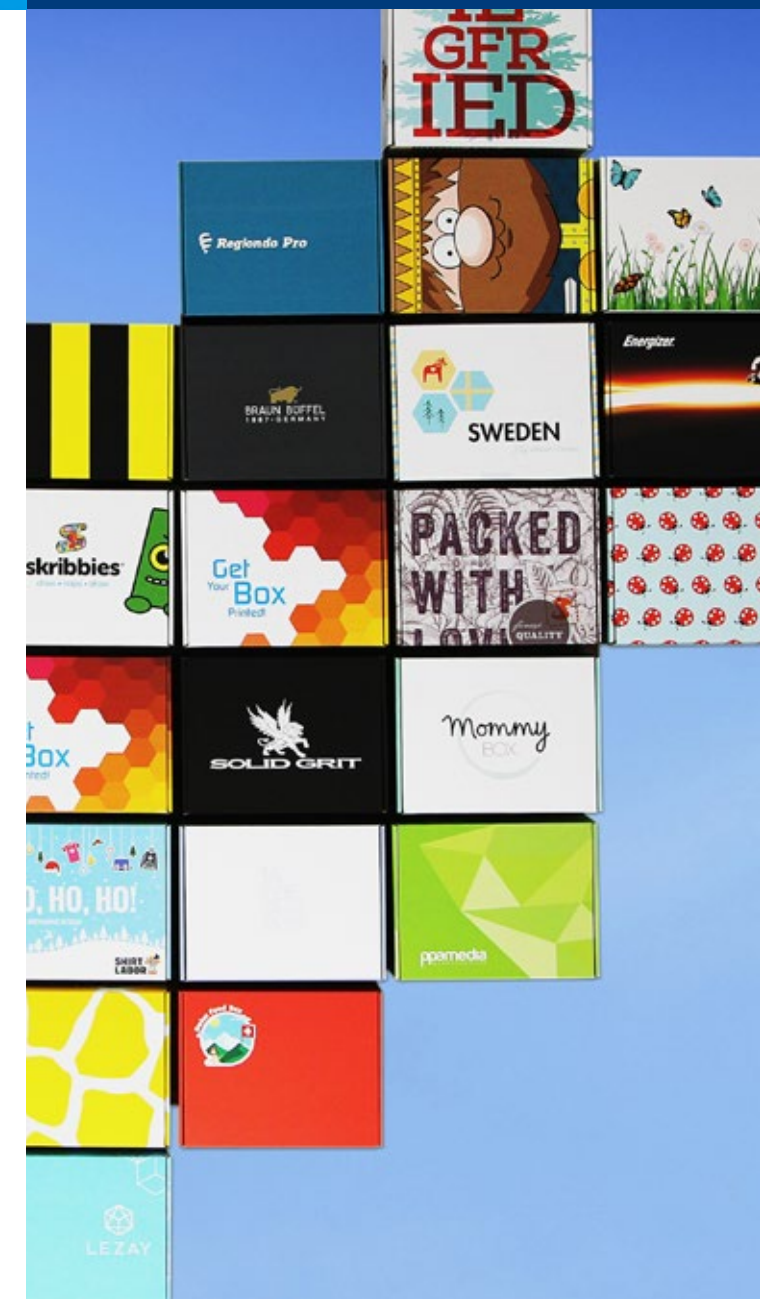 GFR
IED
Regiondo Pro
Energizer.
BRAUN BÜFFEL
1887-GERMANY
SWEDEN
skribbies
Get
Your Box
Printed!
PACKED
WITH
finest
QUALITY
Box
SOLID GRIT
Mommy
BOX
HO, HO!
SHIRT
LABOR
ppamedia
LEZAY